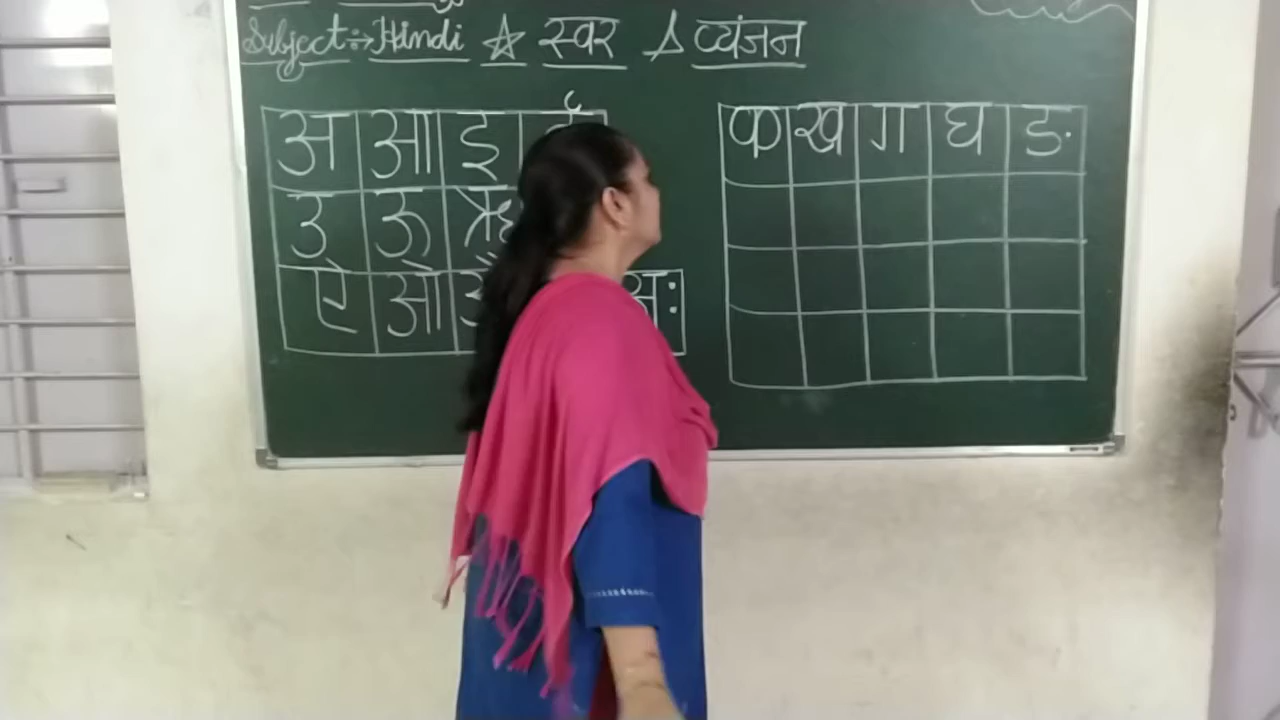 Subject:→ Hindi ☆ स्वर △ व्यंजन
अ आ इ ई
उ ऊ ऋ
ऐ ओ अः
क ख ग घ ङ